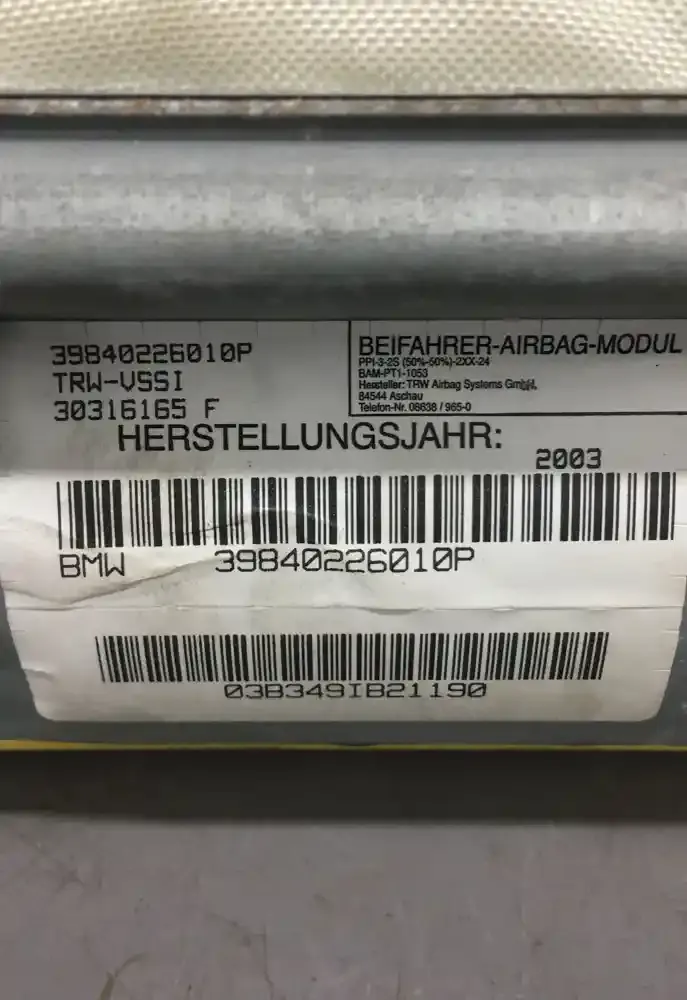 39840226010P
TRW-VSSI
30316165 F
BEIFAHRER-AIRBAG-MODUL
PPI-3-2S (50%-50%)-2XX-24
BAM-PT1-1053
Hersteller: TRW Airbag Systems GmbH,
84544 Aschau
Telefon-Nr. 08638 / 965-0
HERSTELLUNGSJAHR:
2003
BMW 39840226010P
03B349IB21190